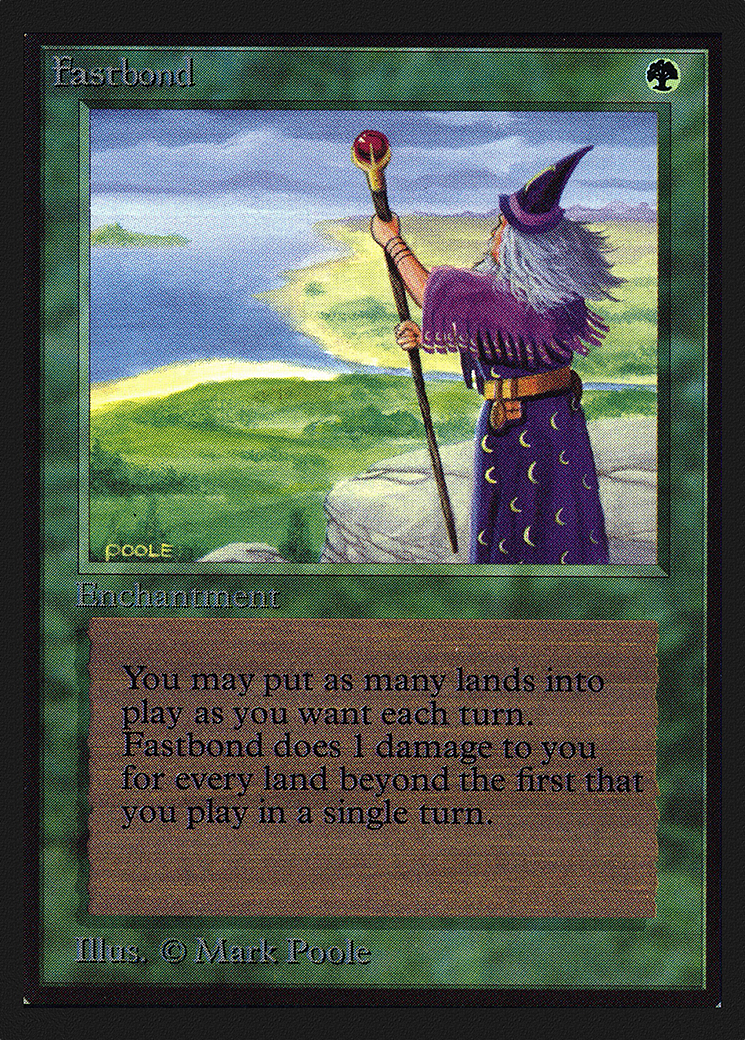 Fastbond
POOLE
Enchantment
You may put as many lands into
play as you want each turn.
Fastbond does 1 damage to you
for every land beyond the first that
you play in a single turn.
Illus. © Mark Poole